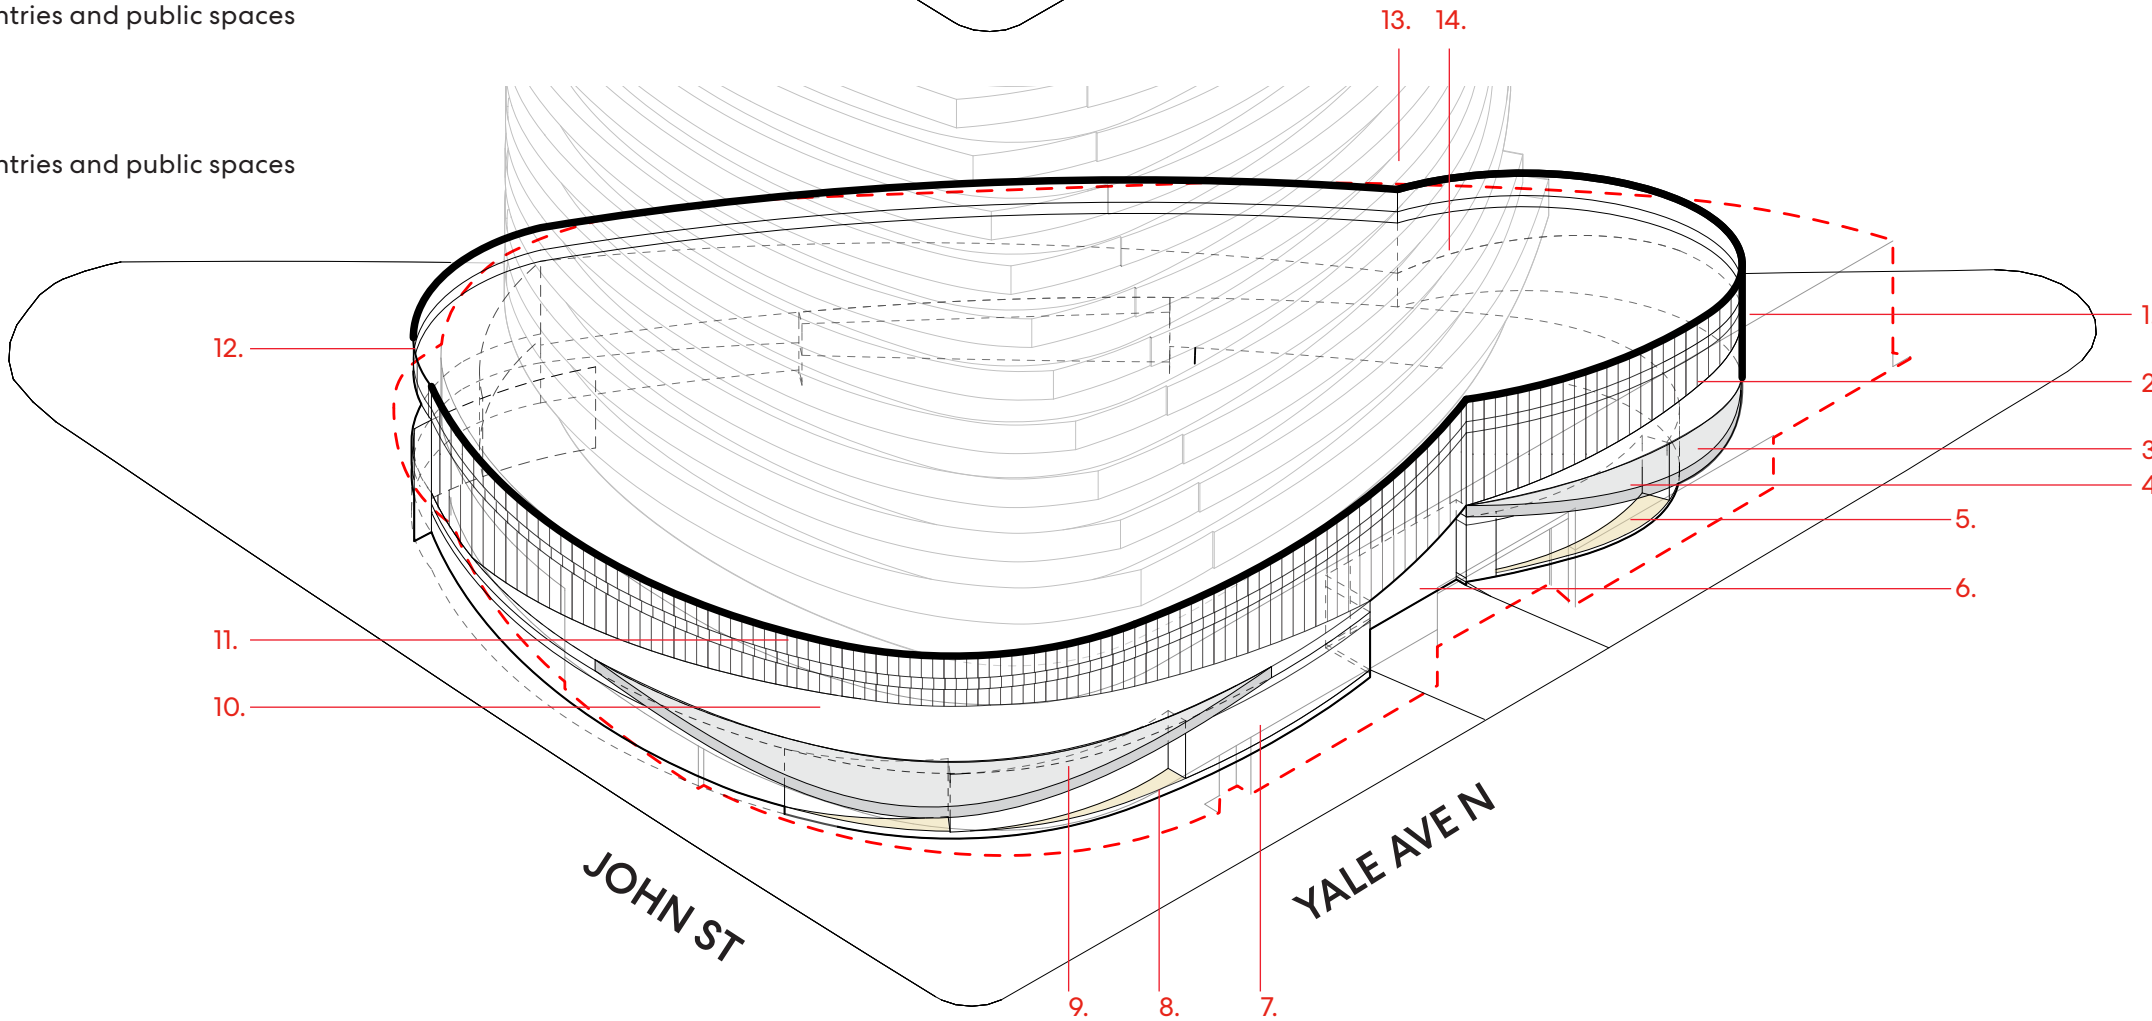 ntries and public spaces
13. 14.
ntries and public spaces
1
12.
2
3
4
5.
6.
11.
10.
JOHN ST
YALE AVE N
9. 8. 7.